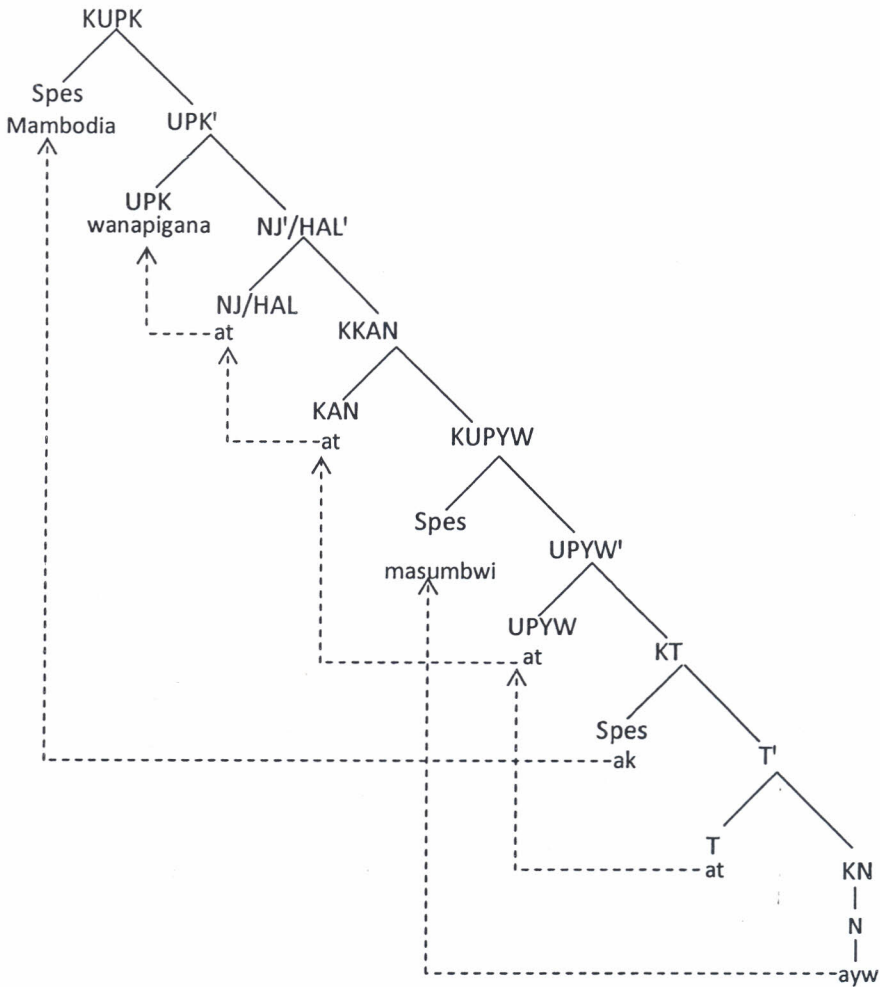 KUPK
Spes
Mambodia
UPK'
UPK
wanapigana
NJ'/HAL'
NJ/HAL
at
KKAN
KAN
at
KUPYW
Spes
masumbwi
UPYW'
UPYW
at
KT
Spes
ak
T'
T
at
KN
N
ayw